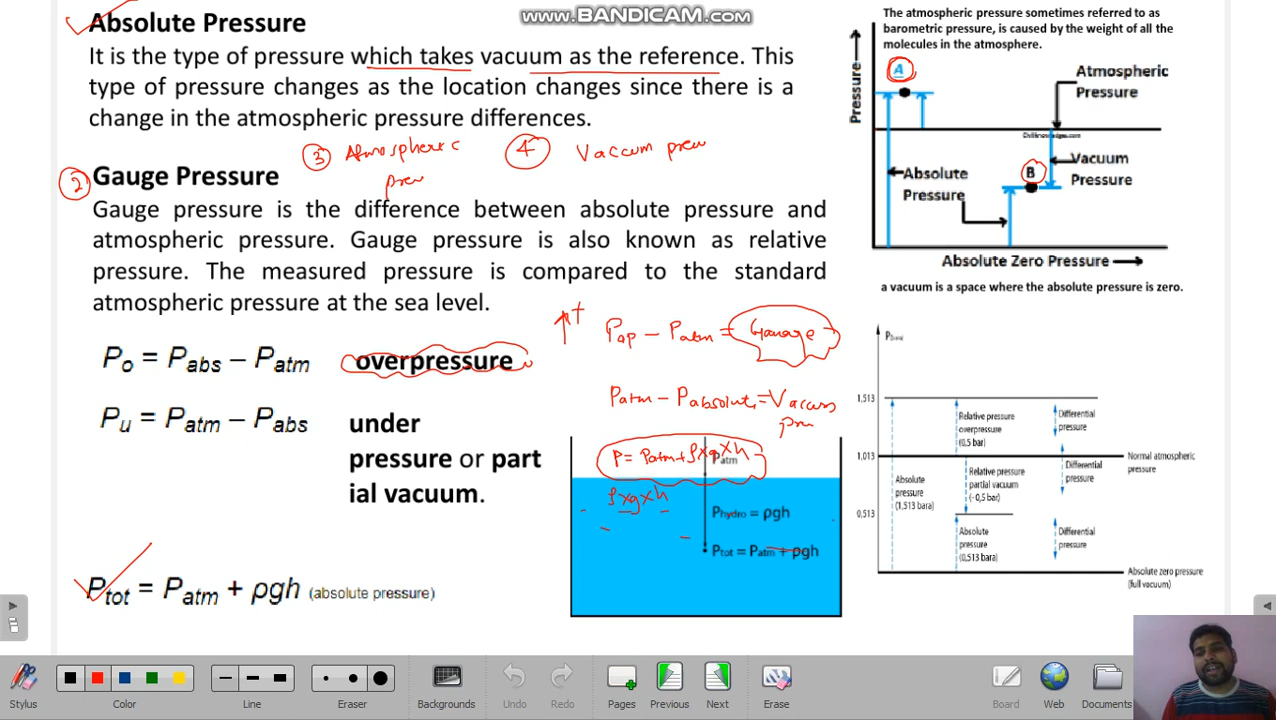 www.BANDICAM.com
Absolute Pressure
It is the type of pressure which takes vacuum as the reference. This
type of pressure changes as the location changes since there is a
change in the atmospheric pressure differences.
3 Atmospheric
4 Vaccum
2 Gauge Pressure
Gauge pressure is the difference between absolute pressure and
atmospheric pressure. Gauge pressure is also known as relative
pressure. The measured pressure is compared to the standard
atmospheric pressure at the sea level.
Po = Pabs – Patm overpressure
Pu = Patm – Pabs under
pressure or part
ial vacuum.
Ptot = Patm + ρgh (absolute pressure)
+
Patm – Pabsolute =
P = Patm + ρ×g×h
Patm
ρ×g×h
Phydro = ρgh
Ptot = Patm + ρgh
The atmospheric pressure sometimes referred to as
barometric pressure, is caused by the weight of all the
molecules in the atmosphere.
Pressure
A
Atmospheric
Pressure
B
Vacuum
Pressure
Absolute
Pressure
Absolute Zero Pressure
a vacuum is a space where the absolute pressure is zero.
1,513
1,013
0,513
Relative pressure
overpressure
(0,5 bar)
Differential
pressure
Normal atmospheric
pressure
Absolute
pressure
(1,513 bara)
Relative pressure
partial vacuum
(-0,5 bar)
Differential
pressure
Absolute
pressure
(0,513 bara)
Differential
pressure
Absolute zero pressure
(full vacuum)
Stylus
Color
Line
Eraser
Backgrounds
Undo
Redo
Pages
Previous
Next
Erase
Board
Web
Documents